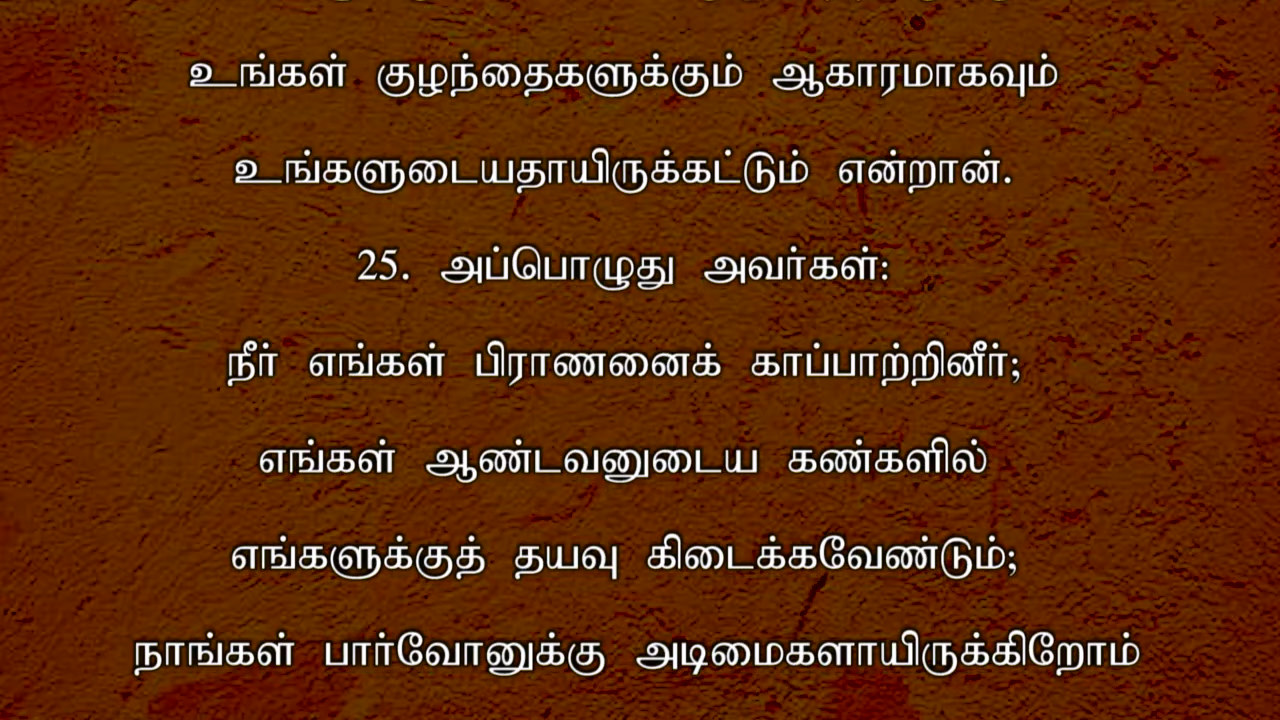 உங்கள் குழந்தைகளுக்கும் ஆகாரமாகவும்
உங்களுடையதாயிருக்கட்டும் என்றான்.
25. அப்பொழுது அவர்கள்:
நீர் எங்கள் பிராணனைக் காப்பாற்றினீர்;
எங்கள் ஆண்டவனுடைய கண்களில்
எங்களுக்குத் தயவு கிடைக்கவேண்டும்;
நாங்கள் பார்வோனுக்கு அடிமைகளாயிருக்கிறோம்